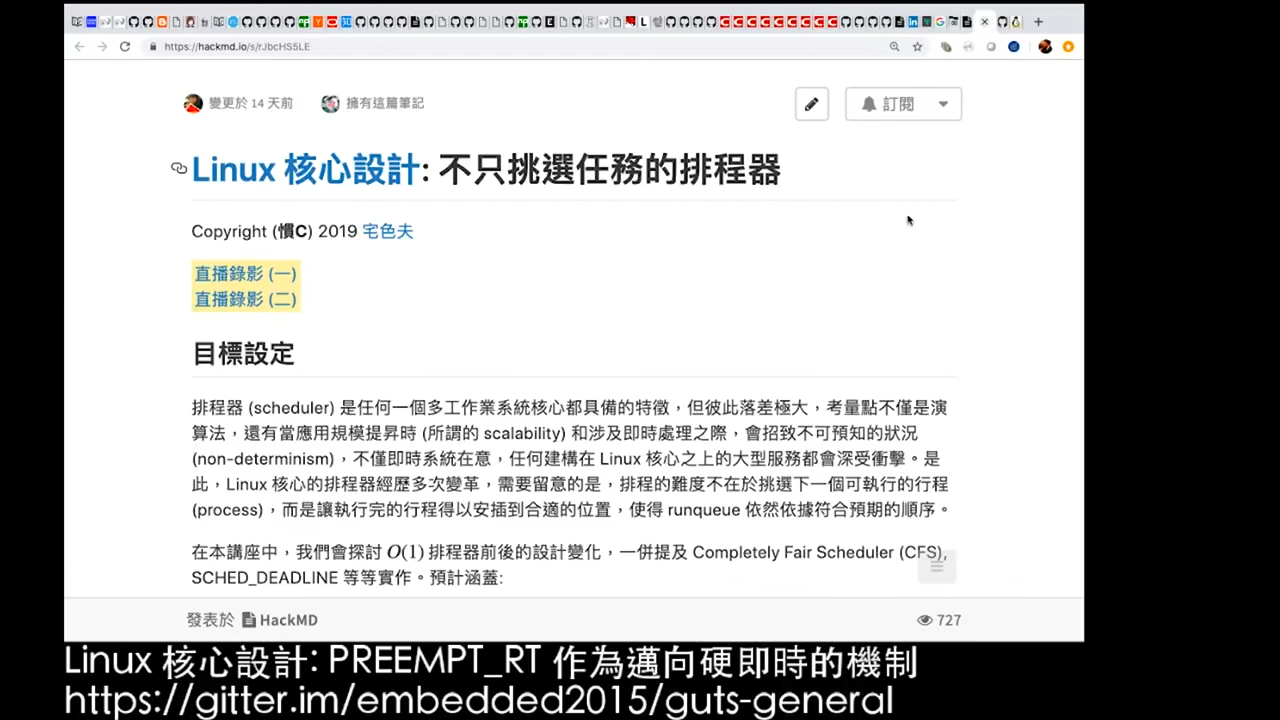 https://hackmd.io/s/rJbcHS5LE
變更於 14 天前
擁有這篇筆記
訂閱
Linux 核心設計: 不只挑選任務的排程器
Copyright (慣C) 2019 宅色夫
直播錄影 (一)
直播錄影 (二)
目標設定
排程器 (scheduler) 是任何一個多工作業系統核心都具備的特徵，但彼此落差極大，考量點不僅是演
算法，還有當應用規模提昇時 (所謂的 scalability) 和涉及即時處理之際，會招致不可預知的狀況
(non-determinism)，不僅即時系統在意，任何建構在 Linux 核心之上的大型服務都會深受衝擊。是
此，Linux 核心的排程器經歷多次變革，需要留意的是，排程的難度不在於挑選下一個可執行的行程
(process)，而是讓執行完的行程得以安插到合適的位置，使得 runqueue 依然依據符合預期的順序。
在本講座中，我們會探討 O(1) 排程器前後的設計變化，一併提及 Completely Fair Scheduler (CFS),
SCHED_DEADLINE 等等實作。預計涵蓋:
發表於 HackMD
727
Linux 核心設計: PREEMPT_RT 作為邁向硬即時的機制
https://gitter.im/embedded2015/guts-general